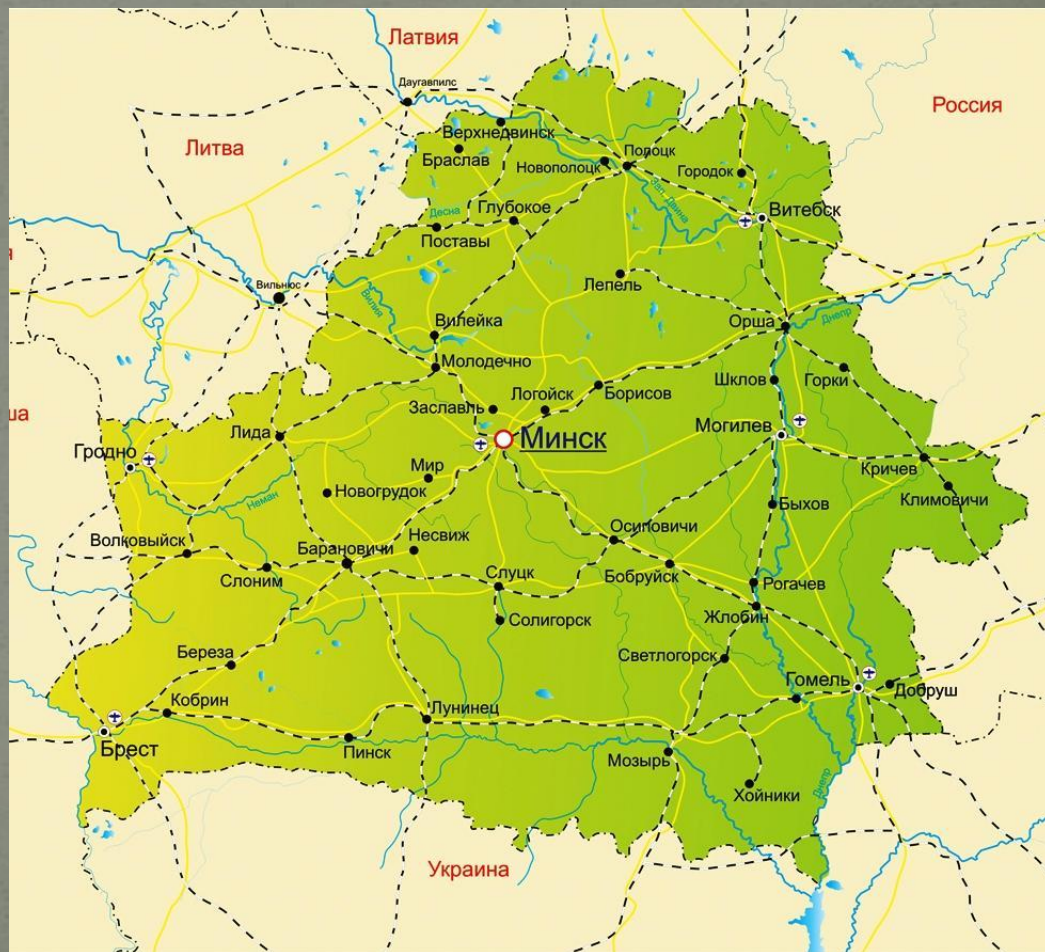 Латвия
Даугавпилс
Россия
Верхнедвинск
Литва
Браслав
Новополоцк
Полоцк
Городок
Зап. Двина
Десна
Глубокое
Витебск
Поставы
я
Лепель
Вильнюс
Вилия
Вилейка
Орша
Днепр
Молодечно
Шклов
Горки
Логойск
Борисов
Заславль
ша
Лида
Минск
Могилев
Гродно
Мир
Кричев
Новогрудок
Неман
Климовичи
Быхов
Волковыйск
Барановичи
Несвиж
Осиповичи
Слоним
Слуцк
Бобруйск
Рогачев
Солигорск
Жлобин
Береза
Светлогорск
Гомель
Добруш
Кобрин
Лунинец
Брест
Пинск
Мозырь
Хойники
Днепр
Украина